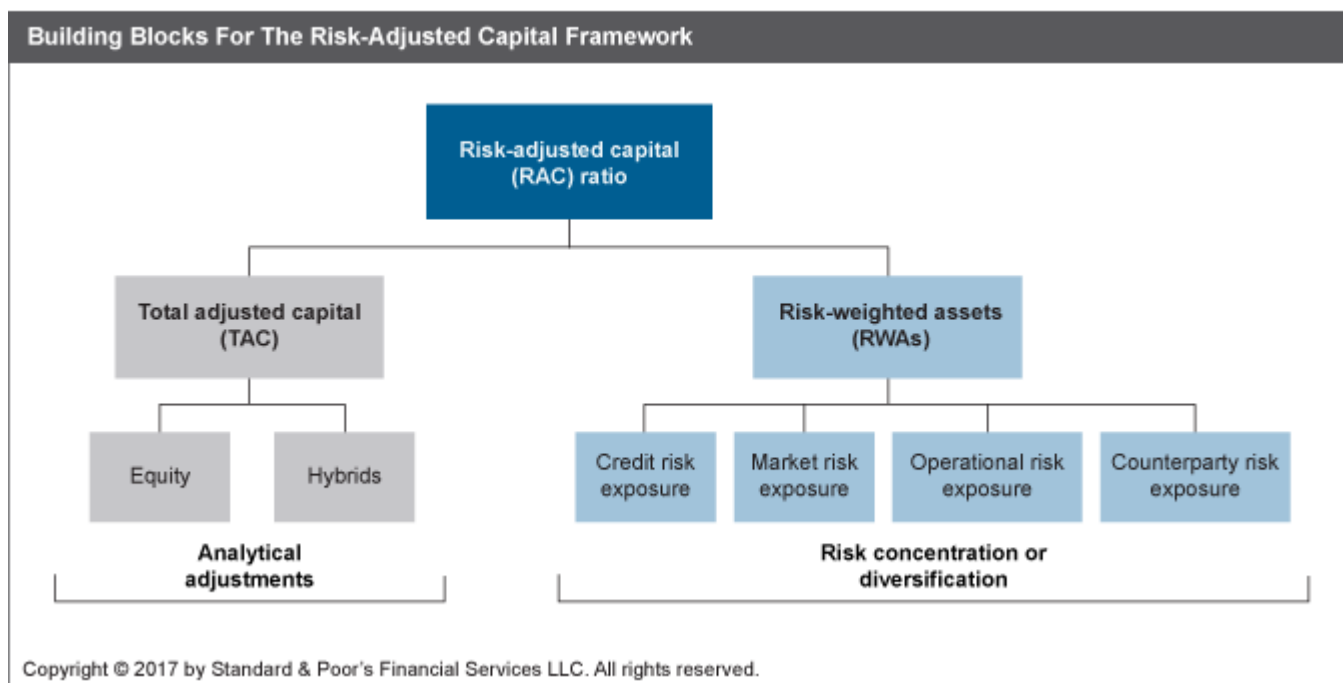 Building Blocks For The Risk-Adjusted Capital Framework
Risk-adjusted capital
(RAC) ratio
Total adjusted capital
(TAC)
Risk-weighted assets
(RWAs)
Equity
Hybrids
Credit risk
exposure
Market risk
exposure
Operational risk
exposure
Counterparty risk
exposure
Analytical
adjustments
Risk concentration or
diversification
Copyright © 2017 by Standard & Poor's Financial Services LLC. All rights reserved.